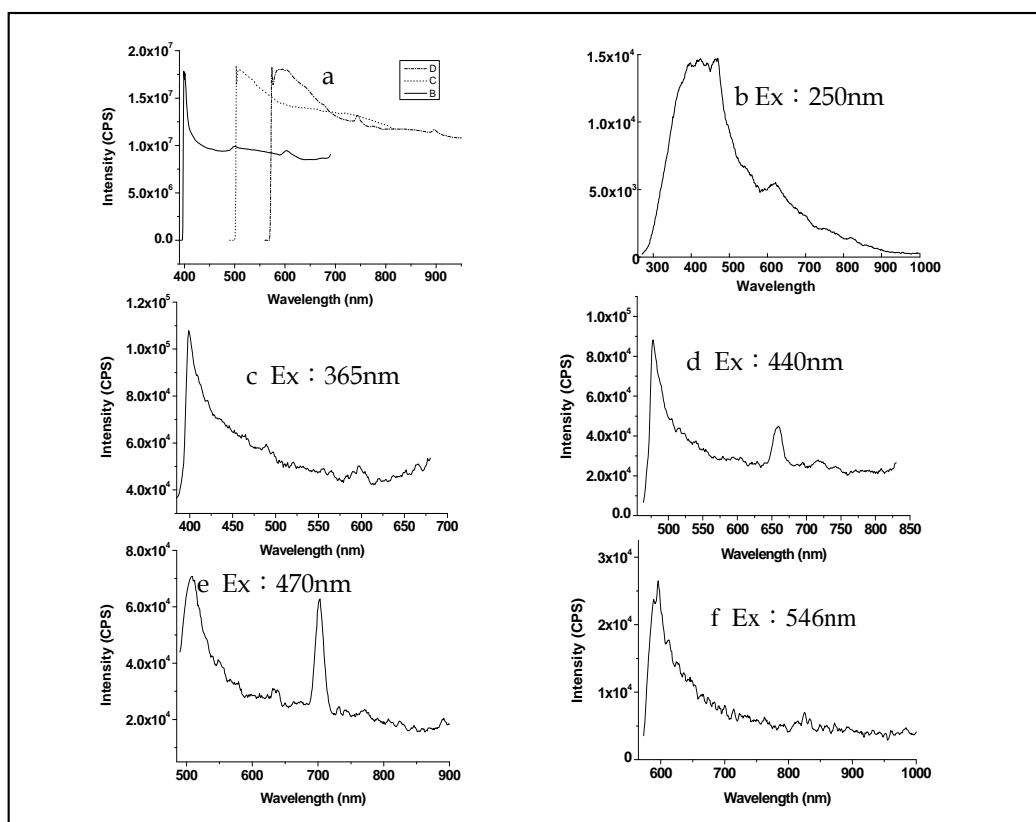 a
D
C
B
2.0x10⁷
1.5x10⁷
1.0x10⁷
5.0x10⁶
0.0
Intensity (CPS)
400 500 600 700 800 900
Wavelength (nm)
b Ex：250nm
1.5x10⁴
1.0x10⁴
5.0x10³
0
Intensity (CPS)
300 400 500 600 700 800 900 1000
Wavelength
c Ex：365nm
1.2x10⁵
1.0x10⁵
8.0x10⁴
6.0x10⁴
4.0x10⁴
Intensity (CPS)
400 450 500 550 600 650 700
Wavelength (nm)
d Ex：440nm
1.0x10⁵
8.0x10⁴
6.0x10⁴
4.0x10⁴
2.0x10⁴
0.0
Intensity (CPS)
500 550 600 650 700 750 800 850
Wavelength (nm)
e Ex：470nm
8.0x10⁴
6.0x10⁴
4.0x10⁴
2.0x10⁴
Intensity (CPS)
500 600 700 800 900
Wavelength (nm)
f Ex：546nm
3x10⁴
2x10⁴
1x10⁴
0
Intensity (CPS)
600 700 800 900 1000
Wavelength (nm)